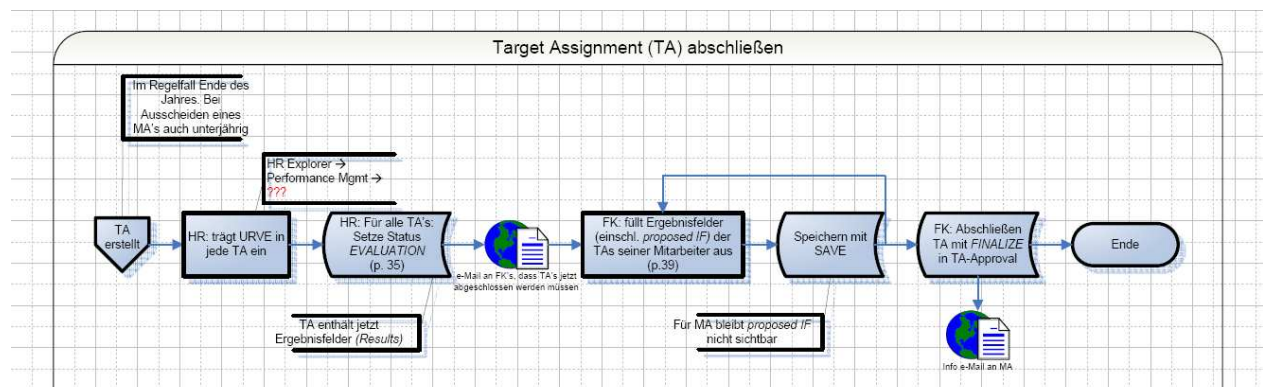 Target Assignment (TA) abschließen
Im Regelfall Ende des
Jahres. Bei
Ausscheiden eines
MA's auch unterjährig
HR Explorer →
Performance Mgmt →
???
TA
erstellt
HR: trägt URVE in
jede TA ein
HR: Für alle TA's:
Setze Status
EVALUATION
(p. 35)
e-Mail an FK's, dass TA's jetzt
abgeschlossen werden müssen
FK: füllt Ergebnisfelder
(einschl. proposed IF) der
TAs seiner Mitarbeiter aus
(p.39)
Speichern mit
SAVE
FK: Abschließen
TA mit FINALIZE
in TA-Approval
Ende
TA enthält jetzt
Ergebnisfelder (Results)
Für MA bleibt proposed IF
nicht sichtbar
Info e-Mail an MA